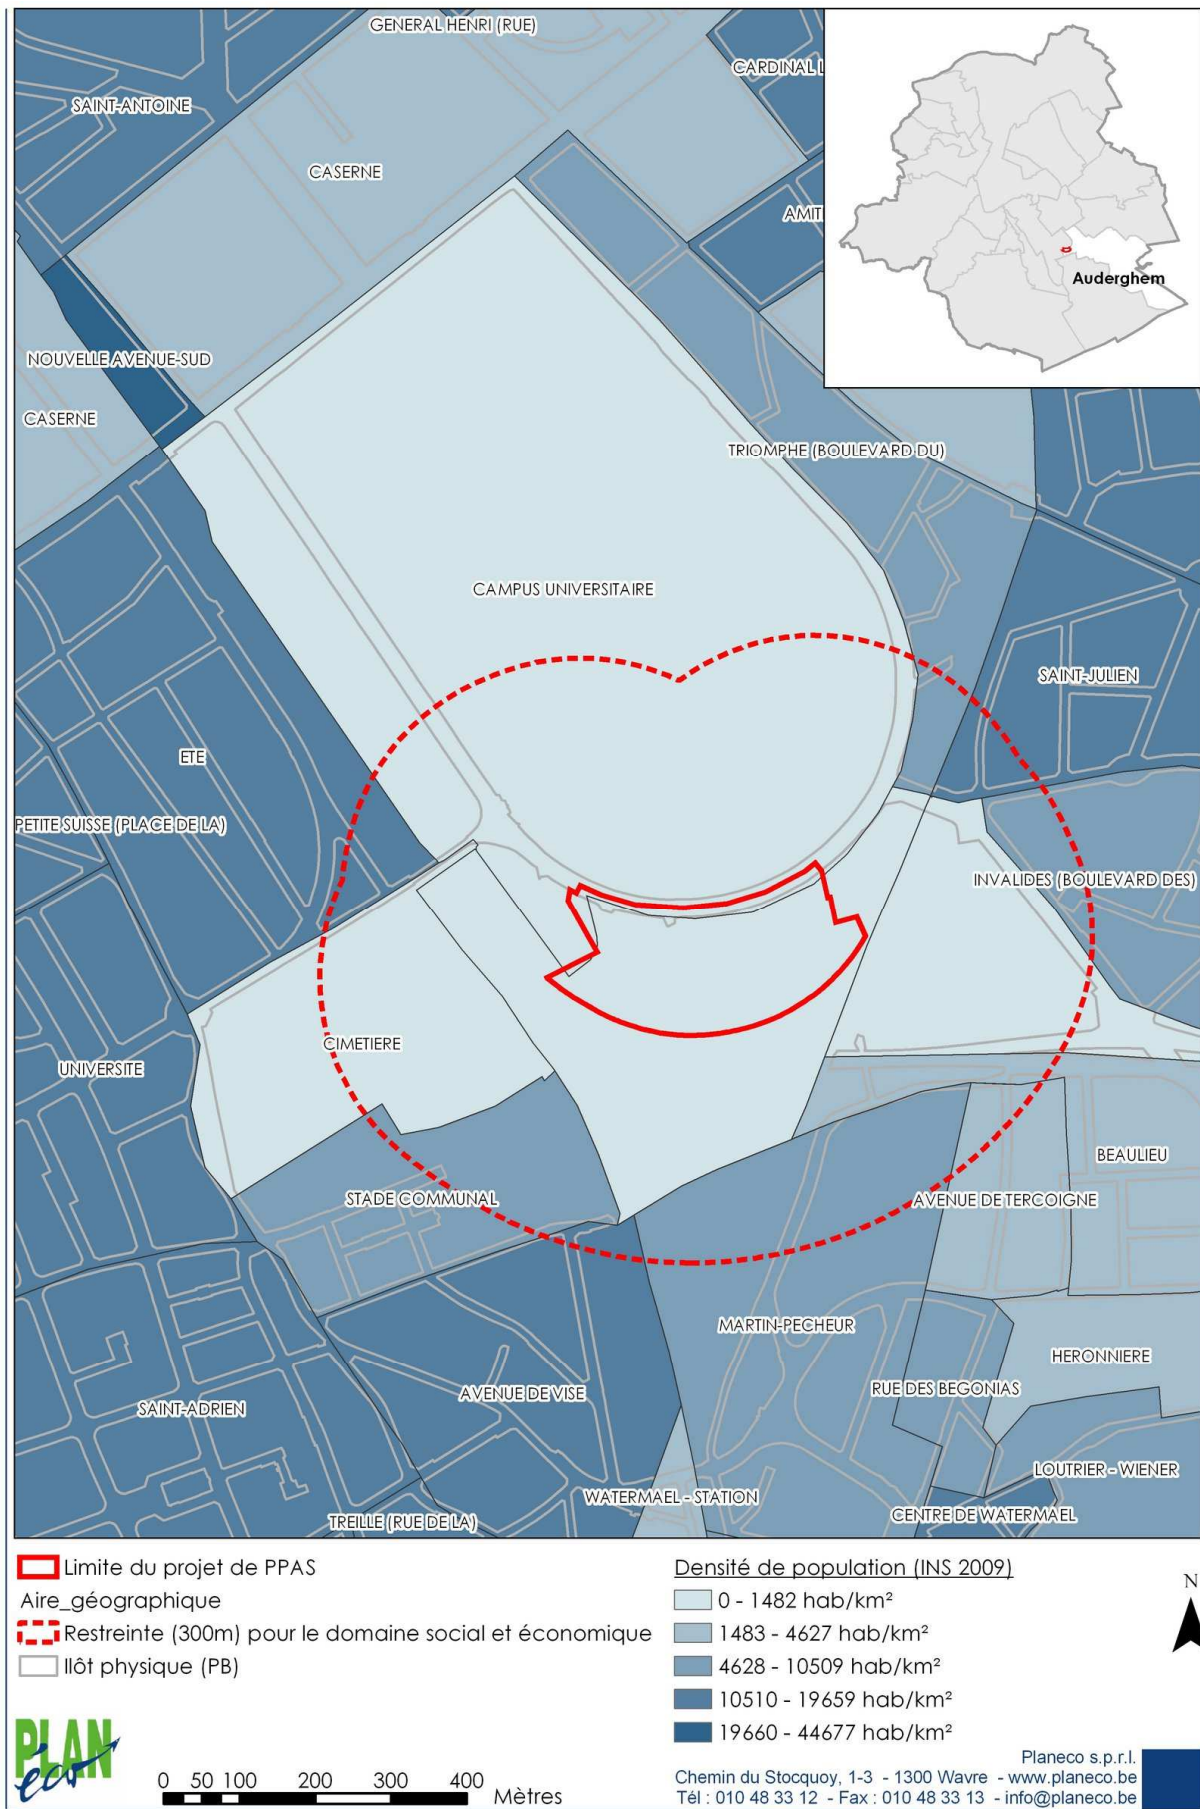 GENERAL HENRI (RUE)
CARDINAL L
SAINT-ANTOINE
CASERNE
AMITI
Auderghem
NOUVELLE AVENUE-SUD
CASERNE
TRIOMPHE (BOULEVARD DU)
CAMPUS UNIVERSITAIRE
SAINT-JULIEN
ETE
PETITE SUISSE (PLACE DE LA)
INVALIDES (BOULEVARD DES)
CIMETIERE
UNIVERSITE
BEAULIEU
STADE COMMUNAL
AVENUE DE TERCOIGNE
MARTIN-PECHEUR
HERONNIERE
RUE DES BEGONIAS
AVENUE DE VISE
SAINT-ADRIEN
LOUTRIER - WIENER
WATERMAEL - STATION
CENTRE DE WATERMAEL
TREILLE (RUE DE LA)
Limite du projet de PPAS
Aire_géographique
Restreinte (300m) pour le domaine social et économique
Ilôt physique (PB)
Densité de population (INS 2009)
0 - 1482 hab/km²
1483 - 4627 hab/km²
4628 - 10509 hab/km²
10510 - 19659 hab/km²
19660 - 44677 hab/km²
N
PLAN
éco
0 50 100 200 300 400 Mètres
Planeco s.p.r.l.
Chemin du Stocquoy, 1-3 - 1300 Wavre - www.planeco.be
Tél : 010 48 33 12 - Fax : 010 48 33 13 - info@planeco.be